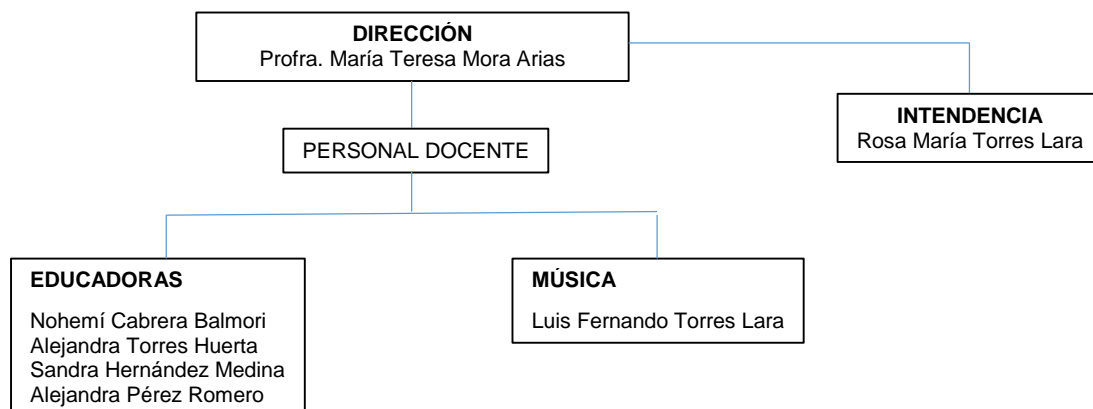 DIRECCIÓN
Profra. María Teresa Mora Arias
INTENDENCIA
Rosa María Torres Lara
PERSONAL DOCENTE
EDUCADORAS
Nohemí Cabrera Balmori
Alejandra Torres Huerta
Sandra Hernández Medina
Alejandra Pérez Romero
MÚSICA
Luis Fernando Torres Lara